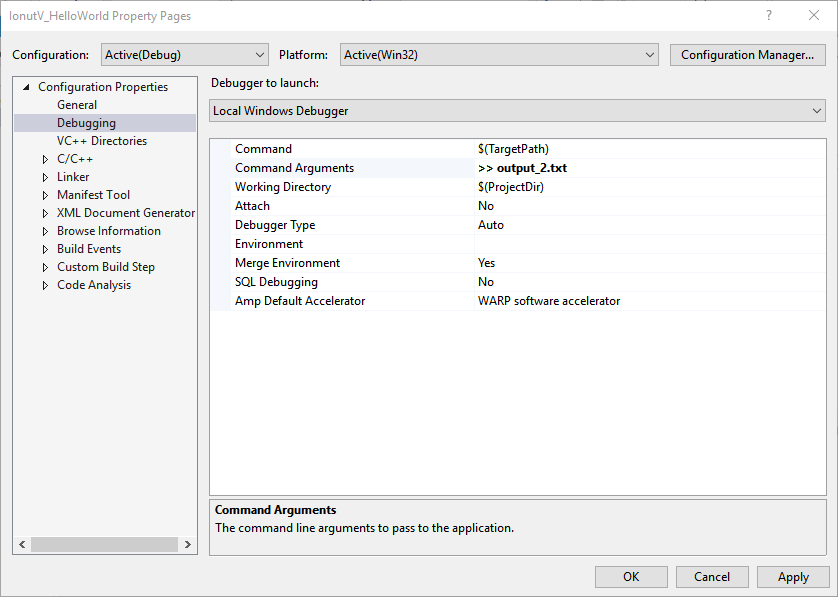 IonutV_HelloWorld Property Pages
?
Configuration: Active(Debug) Platform: Active(Win32) Configuration Manager...
Configuration Properties
General
Debugging
VC++ Directories
C/C++
Linker
Manifest Tool
XML Document Generator
Browse Information
Build Events
Custom Build Step
Code Analysis
Debugger to launch:
Local Windows Debugger
Command $(TargetPath)
Command Arguments >> output_2.txt
Working Directory $(ProjectDir)
Attach No
Debugger Type Auto
Environment
Merge Environment Yes
SQL Debugging No
Amp Default Accelerator WARP software accelerator
Command Arguments
The command line arguments to pass to the application.
OK Cancel Apply